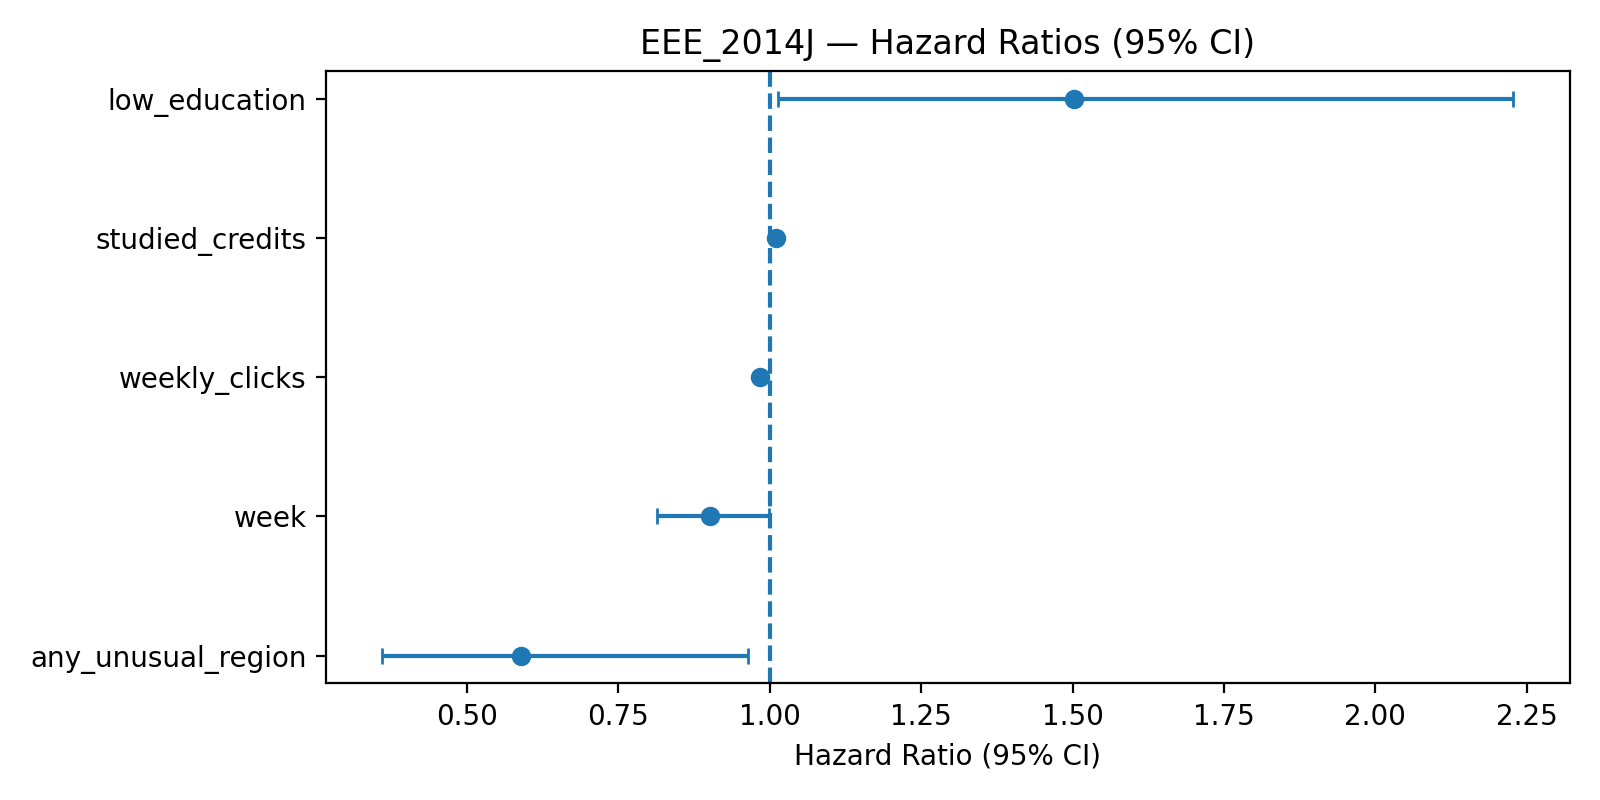 EEE_2014J — Hazard Ratios (95% CI)
low_education
studied_credits
weekly_clicks
week
any_unusual_region
0.50 0.75 1.00 1.25 1.50 1.75 2.00 2.25
Hazard Ratio (95% CI)